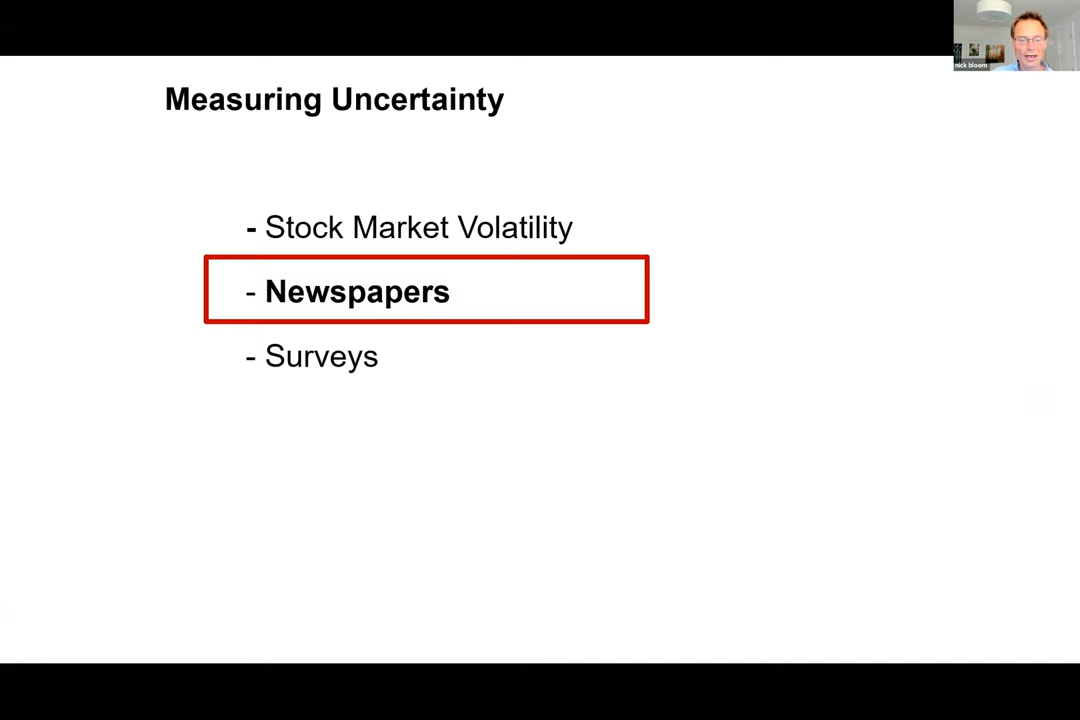 nick bloom
Measuring Uncertainty
- Stock Market Volatility
- Newspapers
- Surveys